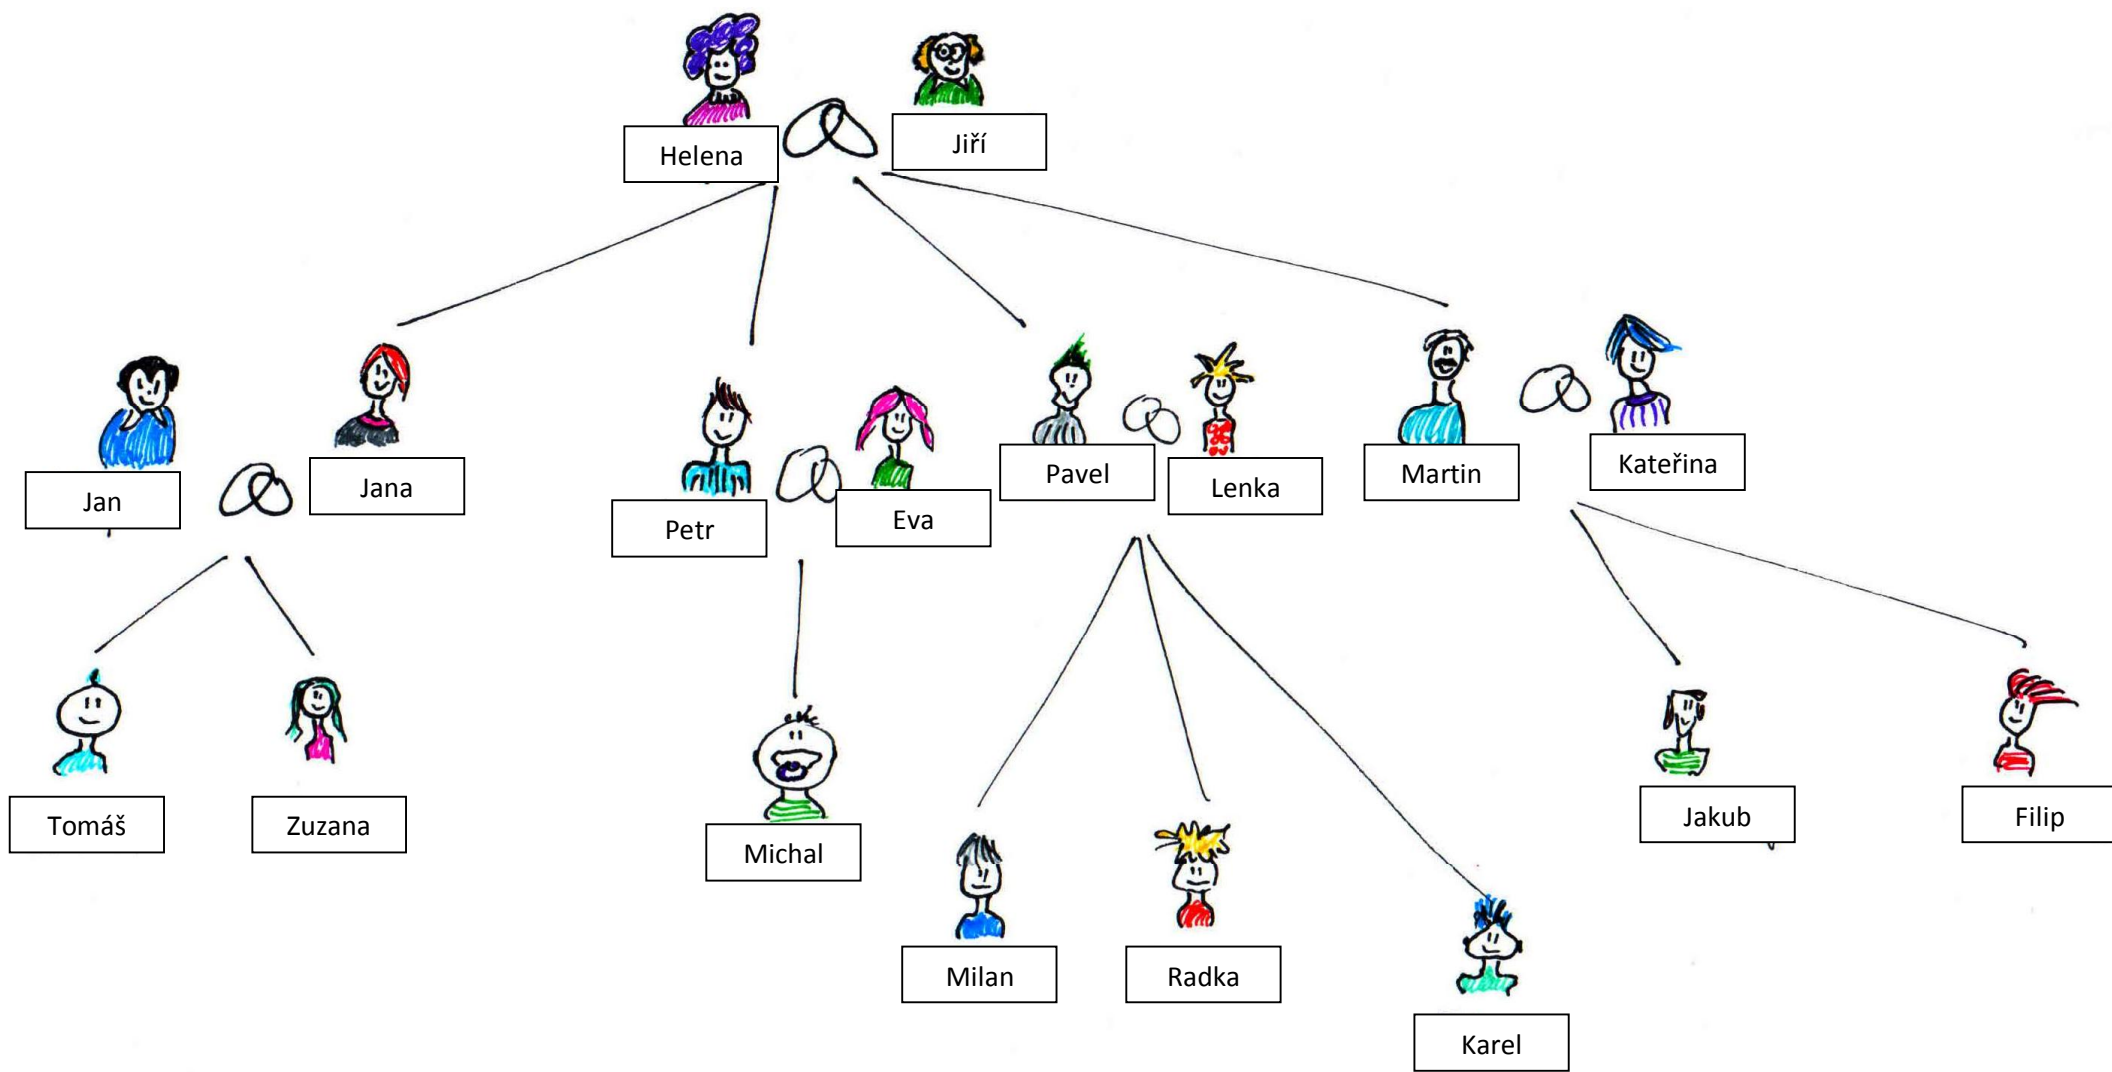 Helena
Jiří
Jan
Jana
Petr
Eva
Pavel
Lenka
Martin
Kateřina
Tomáš
Zuzana
Michal
Milan
Radka
Karel
Jakub
Filip